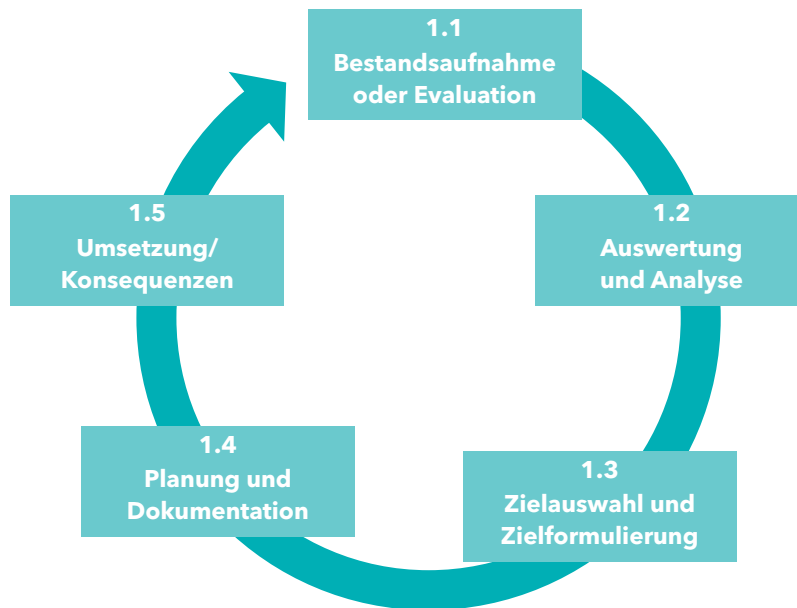 1.1
Bestandsaufnahme
oder Evaluation
1.2
Auswertung
und Analyse
1.3
Zielauswahl und
Zielformulierung
1.4
Planung und
Dokumentation
1.5
Umsetzung/
Konsequenzen